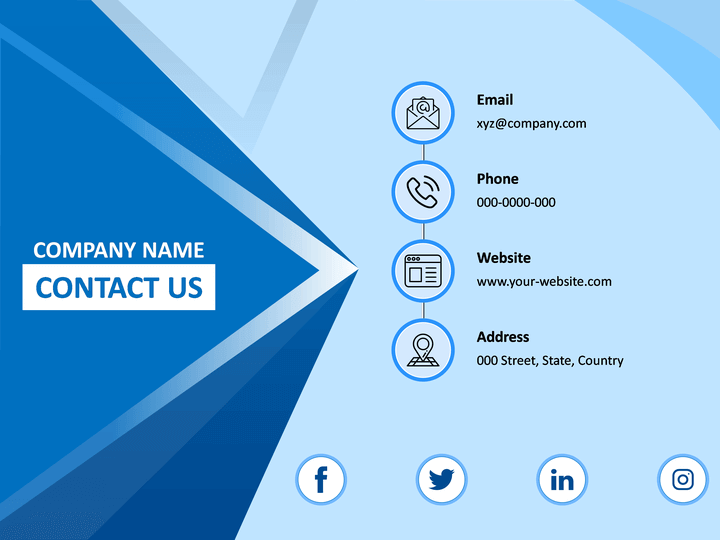 COMPANY NAME
CONTACT US
Email
xyz@company.com
Phone
000-0000-000
Website
www.your-website.com
Address
000 Street, State, Country